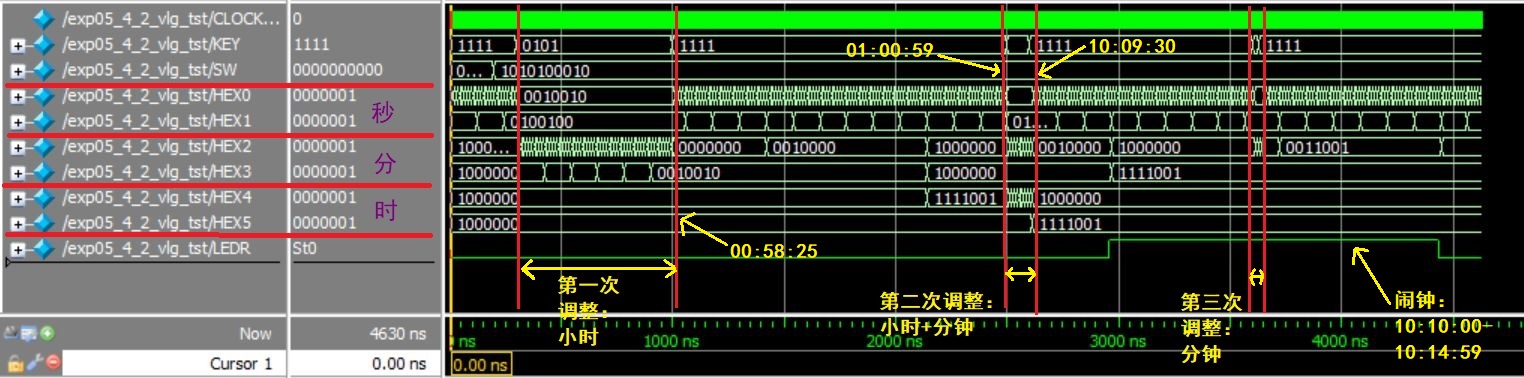 /exp05_4_2_vlg_tst/CLOCK... 0
/exp05_4_2_vlg_tst/KEY 1111 1111 0101 1111 1111 1111
/exp05_4_2_vlg_tst/SW 0000000000 0... 1010100010
/exp05_4_2_vlg_tst/HEX0 0000001 0010010
/exp05_4_2_vlg_tst/HEX1 0000001 0100100 01...
/exp05_4_2_vlg_tst/HEX2 0000001 1000... 0000000 0010000 1000000 0010000 1000000 0011001
/exp05_4_2_vlg_tst/HEX3 0000001 1000000 0010010 1000000 1111001
/exp05_4_2_vlg_tst/HEX4 0000001 1000000 1111001 1000000
/exp05_4_2_vlg_tst/HEX5 0000001 1000000 1111001
/exp05_4_2_vlg_tst/LEDR St0
秒
分
时
01:00:59
10:09:30
00:58:25
第一次
调整:
小时
第二次调整:
小时+分钟
第三次
调整:
分钟
闹钟:
10:10:00-
10:14:59
Now 4630 ns
ns 1000 ns 2000 ns 3000 ns 4000 ns
Cursor 1 0.00 ns 0.00 ns